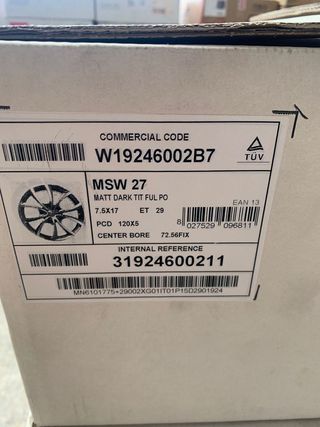 COMMERCIAL CODE
W19246002B7
TÜV
MSW 27
MATT DARK TIT FUL PO
7.5X17 ET 29
EAN 13
PCD 120X5
8 027529 096811
CENTER BORE 72.56FIX
INTERNAL REFERENCE
31924600211
MN6101775+29002XG01IT01P15D2901924